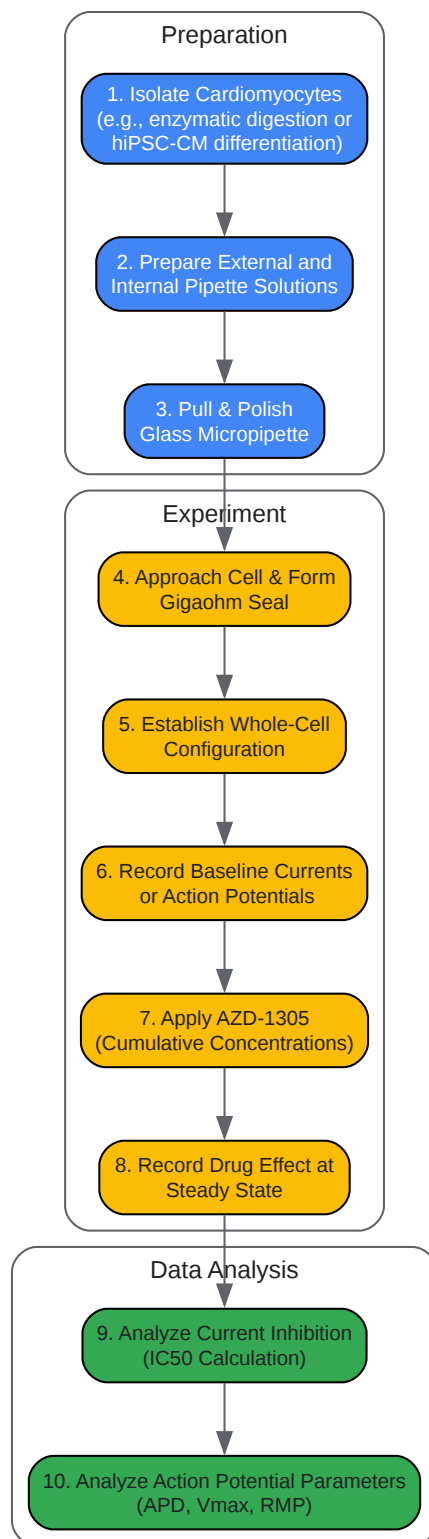 Preparation
1. Isolate Cardiomyocytes
(e.g., enzymatic digestion or
hiPSC-CM differentiation)
2. Prepare External and
Internal Pipette Solutions
3. Pull & Polish
Glass Micropipette
Experiment
4. Approach Cell & Form
Gigaohm Seal
5. Establish Whole-Cell
Configuration
6. Record Baseline Currents
or Action Potentials
7. Apply AZD-1305
(Cumulative Concentrations)
8. Record Drug Effect at
Steady State
Data Analysis
9. Analyze Current Inhibition
(IC50 Calculation)
10. Analyze Action Potential Parameters
(APD, Vmax, RMP)